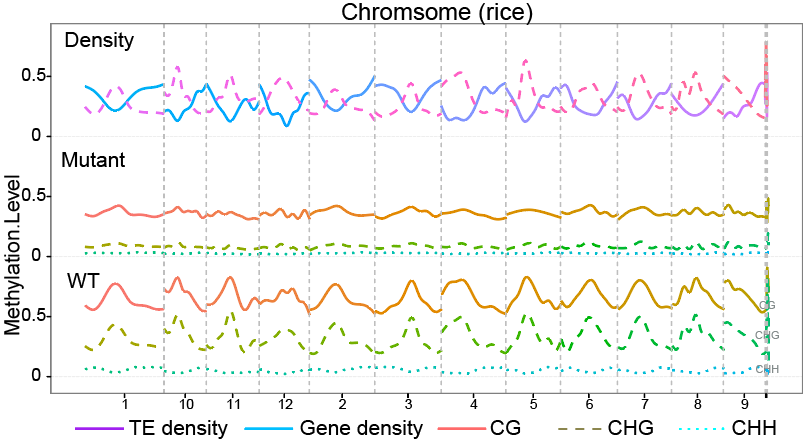 Chromsome (rice)
Density
0.5
0
Mutant
0.5
0
WT
0.5
0
Methylation.Level
CG
CHG
CHH
1 10 11 12 2 3 4 5 6 7 8 9
TE density Gene density CG CHG CHH